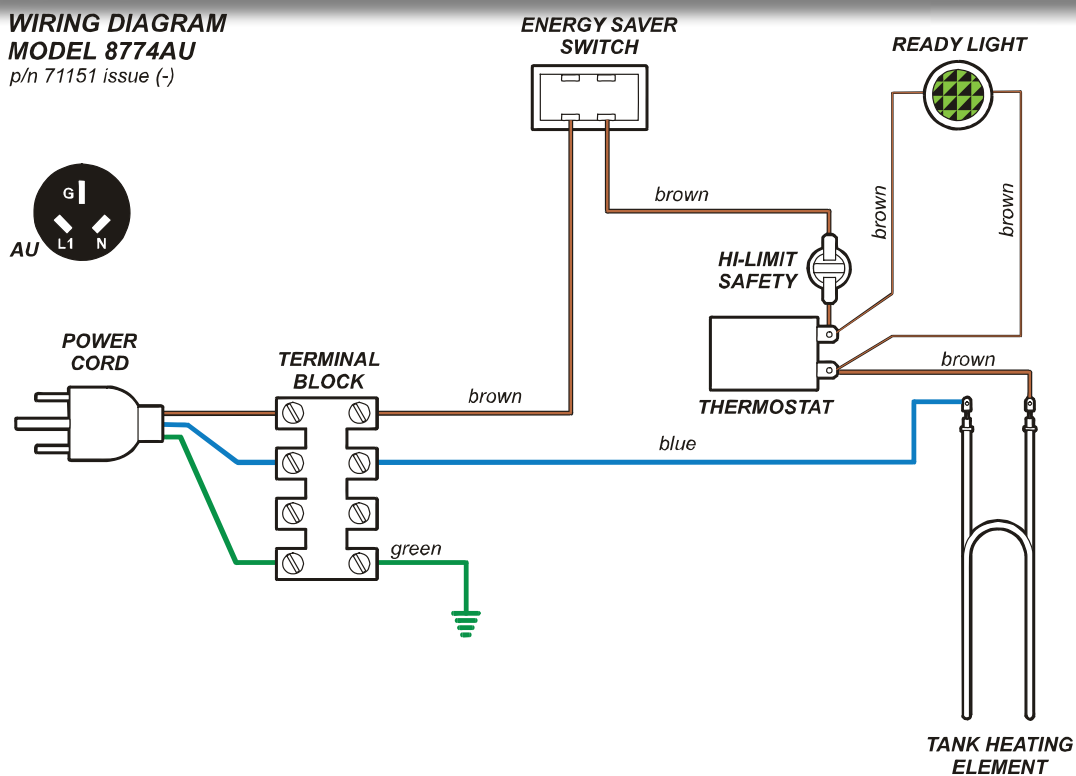 WIRING DIAGRAM
MODEL 8774AU
p/n 71151 issue (-)
ENERGY SAVER
SWITCH
READY LIGHT
G
L1 N
AU
brown
brown
brown
HI-LIMIT
SAFETY
POWER
CORD
TERMINAL
BLOCK
brown
THERMOSTAT
brown
blue
green
TANK HEATING
ELEMENT